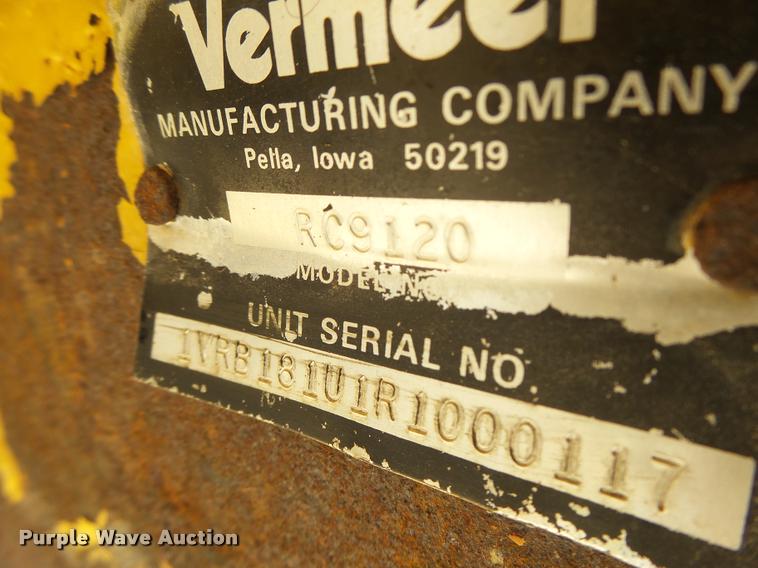 Vermeer
MANUFACTURING COMPANY
Pella, Iowa 50219
RC9120
MODEL NO.
UNIT SERIAL NO.
1VRB181U1R1000117
Purple Wave Auction